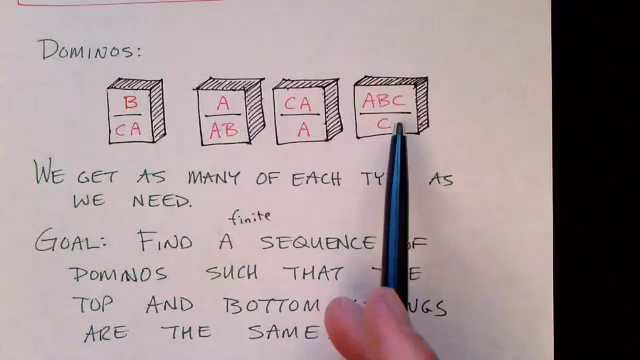 DOMINOS:
B
CA
A
AB
CA
A
ABC
C
WE GET AS MANY OF EACH AS
WE NEED.
finite
GOAL: FIND A SEQUENCE OF
DOMINOS SUCH THAT
TOP AND BOTTOM
ARE THE SAME